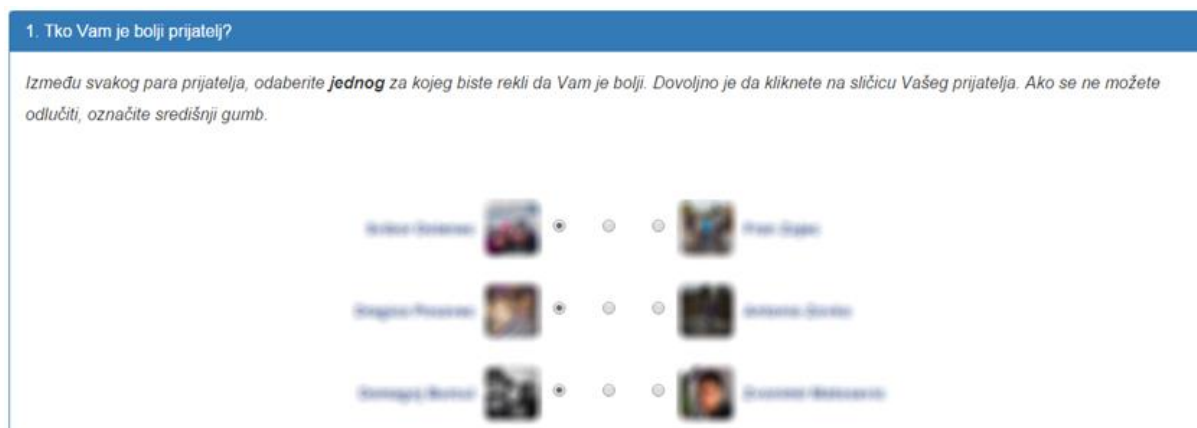 1. Tko Vam je bolji prijatelj?
Između svakog para prijatelja, odaberite jednog za kojeg biste rekli da Vam je bolji. Dovoljno je da kliknete na sličicu Vašeg prijatelja. Ako se ne možete
odlučiti, označite središnji gumb.